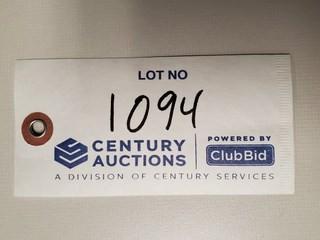 LOT NO
1094
CENTURY AUCTIONS
POWERED BY ClubBid
A DIVISION OF CENTURY SERVICES